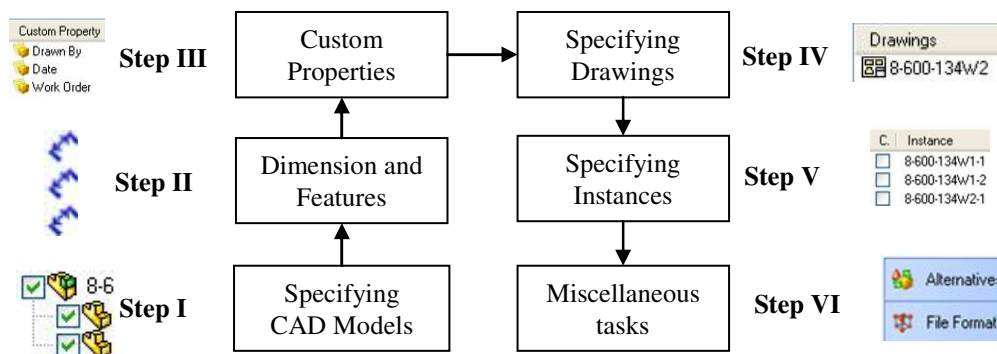 Custom Property
Drawn By
Date
Work Order
Step III
Custom
Properties
Specifying
Drawings
Step IV
Drawings
8-600-134W2
Step II
Dimension and
Features
Specifying
Instances
Step V
C. Instance
8-600-134W1-1
8-600-134W1-2
8-600-134W2-1
8-6
Step I
Specifying
CAD Models
Miscellaneous
tasks
Step VI
Alternatives
File Format